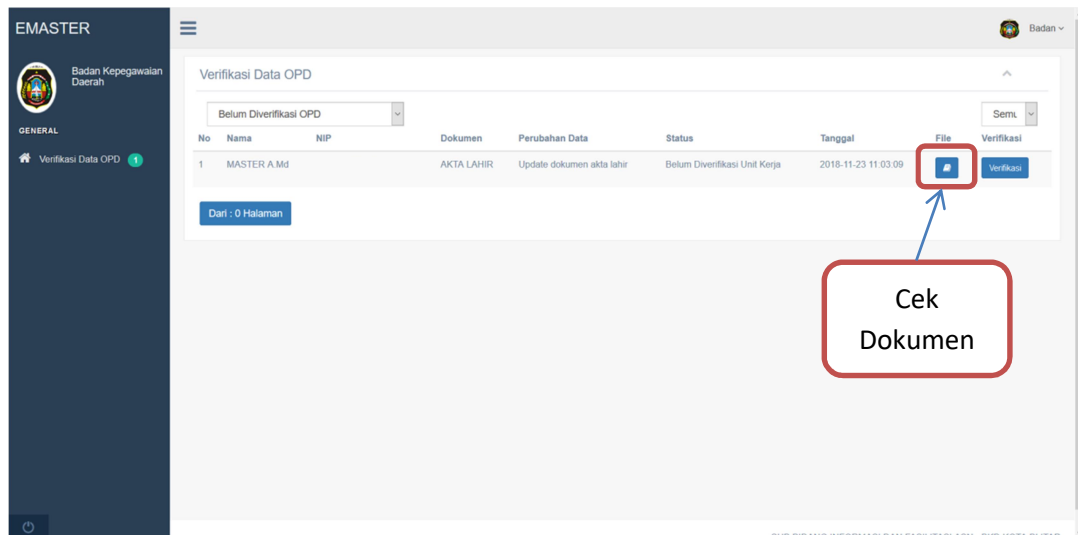 EMASTER
Badan
Badan Kepegawaian
Daerah
GENERAL
Verifikasi Data OPD 1
Verifikasi Data OPD
Belum Diverifikasi OPD
Semu
No Nama NIP Dokumen Perubahan Data Status Tanggal File Verifikasi
1 MASTER A.Md AKTA LAHIR Update dokumen akta lahir Belum Diverifikasi Unit Kerja 2018-11-23 11:03:09 Verifikasi
Dari : 0 Halaman
Cek
Dokumen